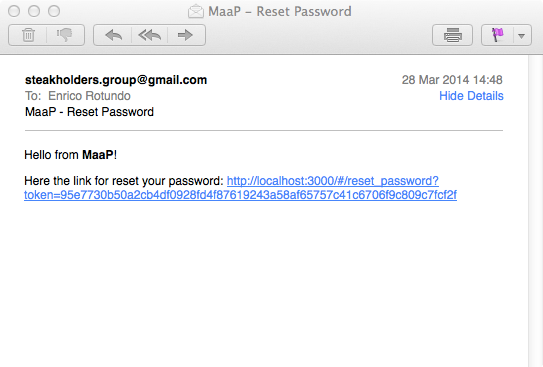 MaaP – Reset Password
steakholders.group@gmail.com
28 Mar 2014 14:48
To: Enrico Rotundo
Hide Details
MaaP - Reset Password
Hello from MaaP!
Here the link for reset your password: http://localhost:3000/#/reset_password?
token=95e7730b50a2cb4df0928fd4f87619243a58af65757c41c6706f9c809c7fcf2f